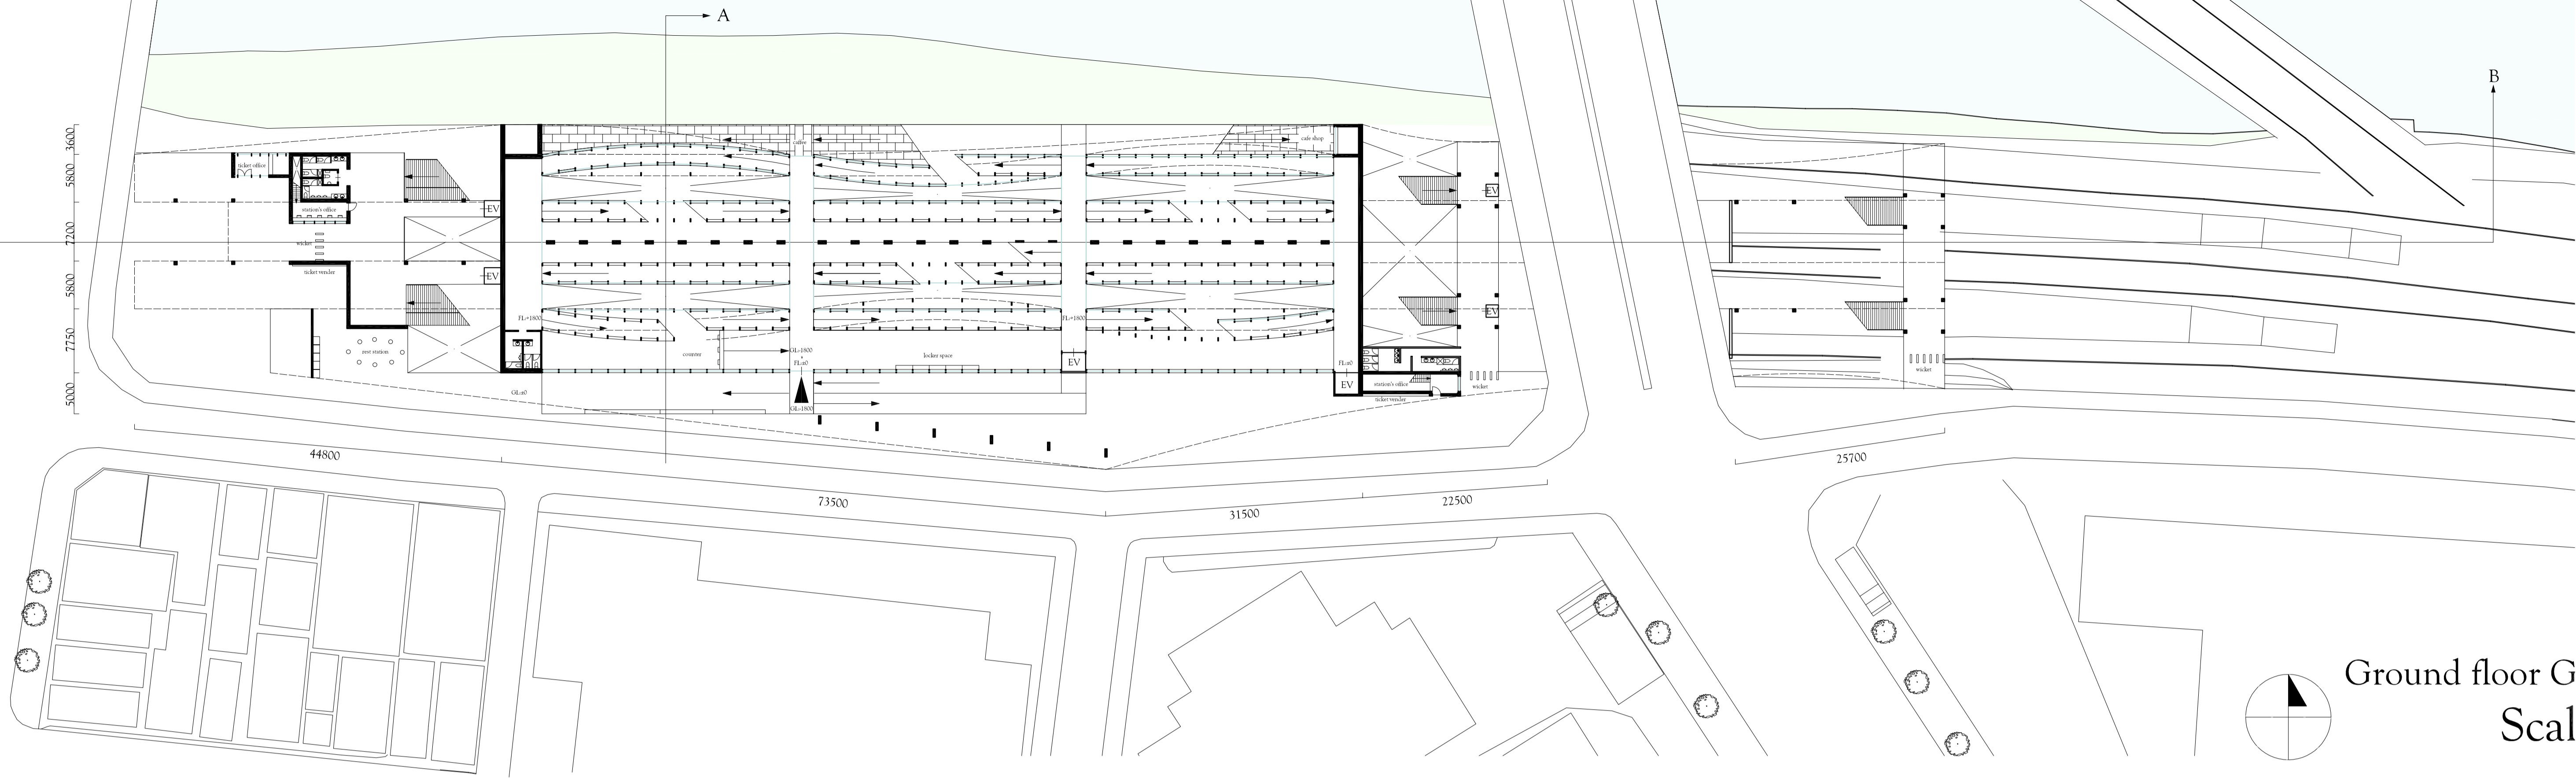 A
B
3600
5800
7200
5800
7750
5000
ticket office
station's office
wicket
ticket vender
rest station
EV
EV
coffee
cafe shop
FL=1800
GL±0
counter
GL=1800
FL±0
GL=1800
locker space
FL=1800
EV
FL±0
EV
EV
EV
station's office
ticket vender
wicket
wicket
44800
73500
31500
22500
25700
Ground floor G
Scal